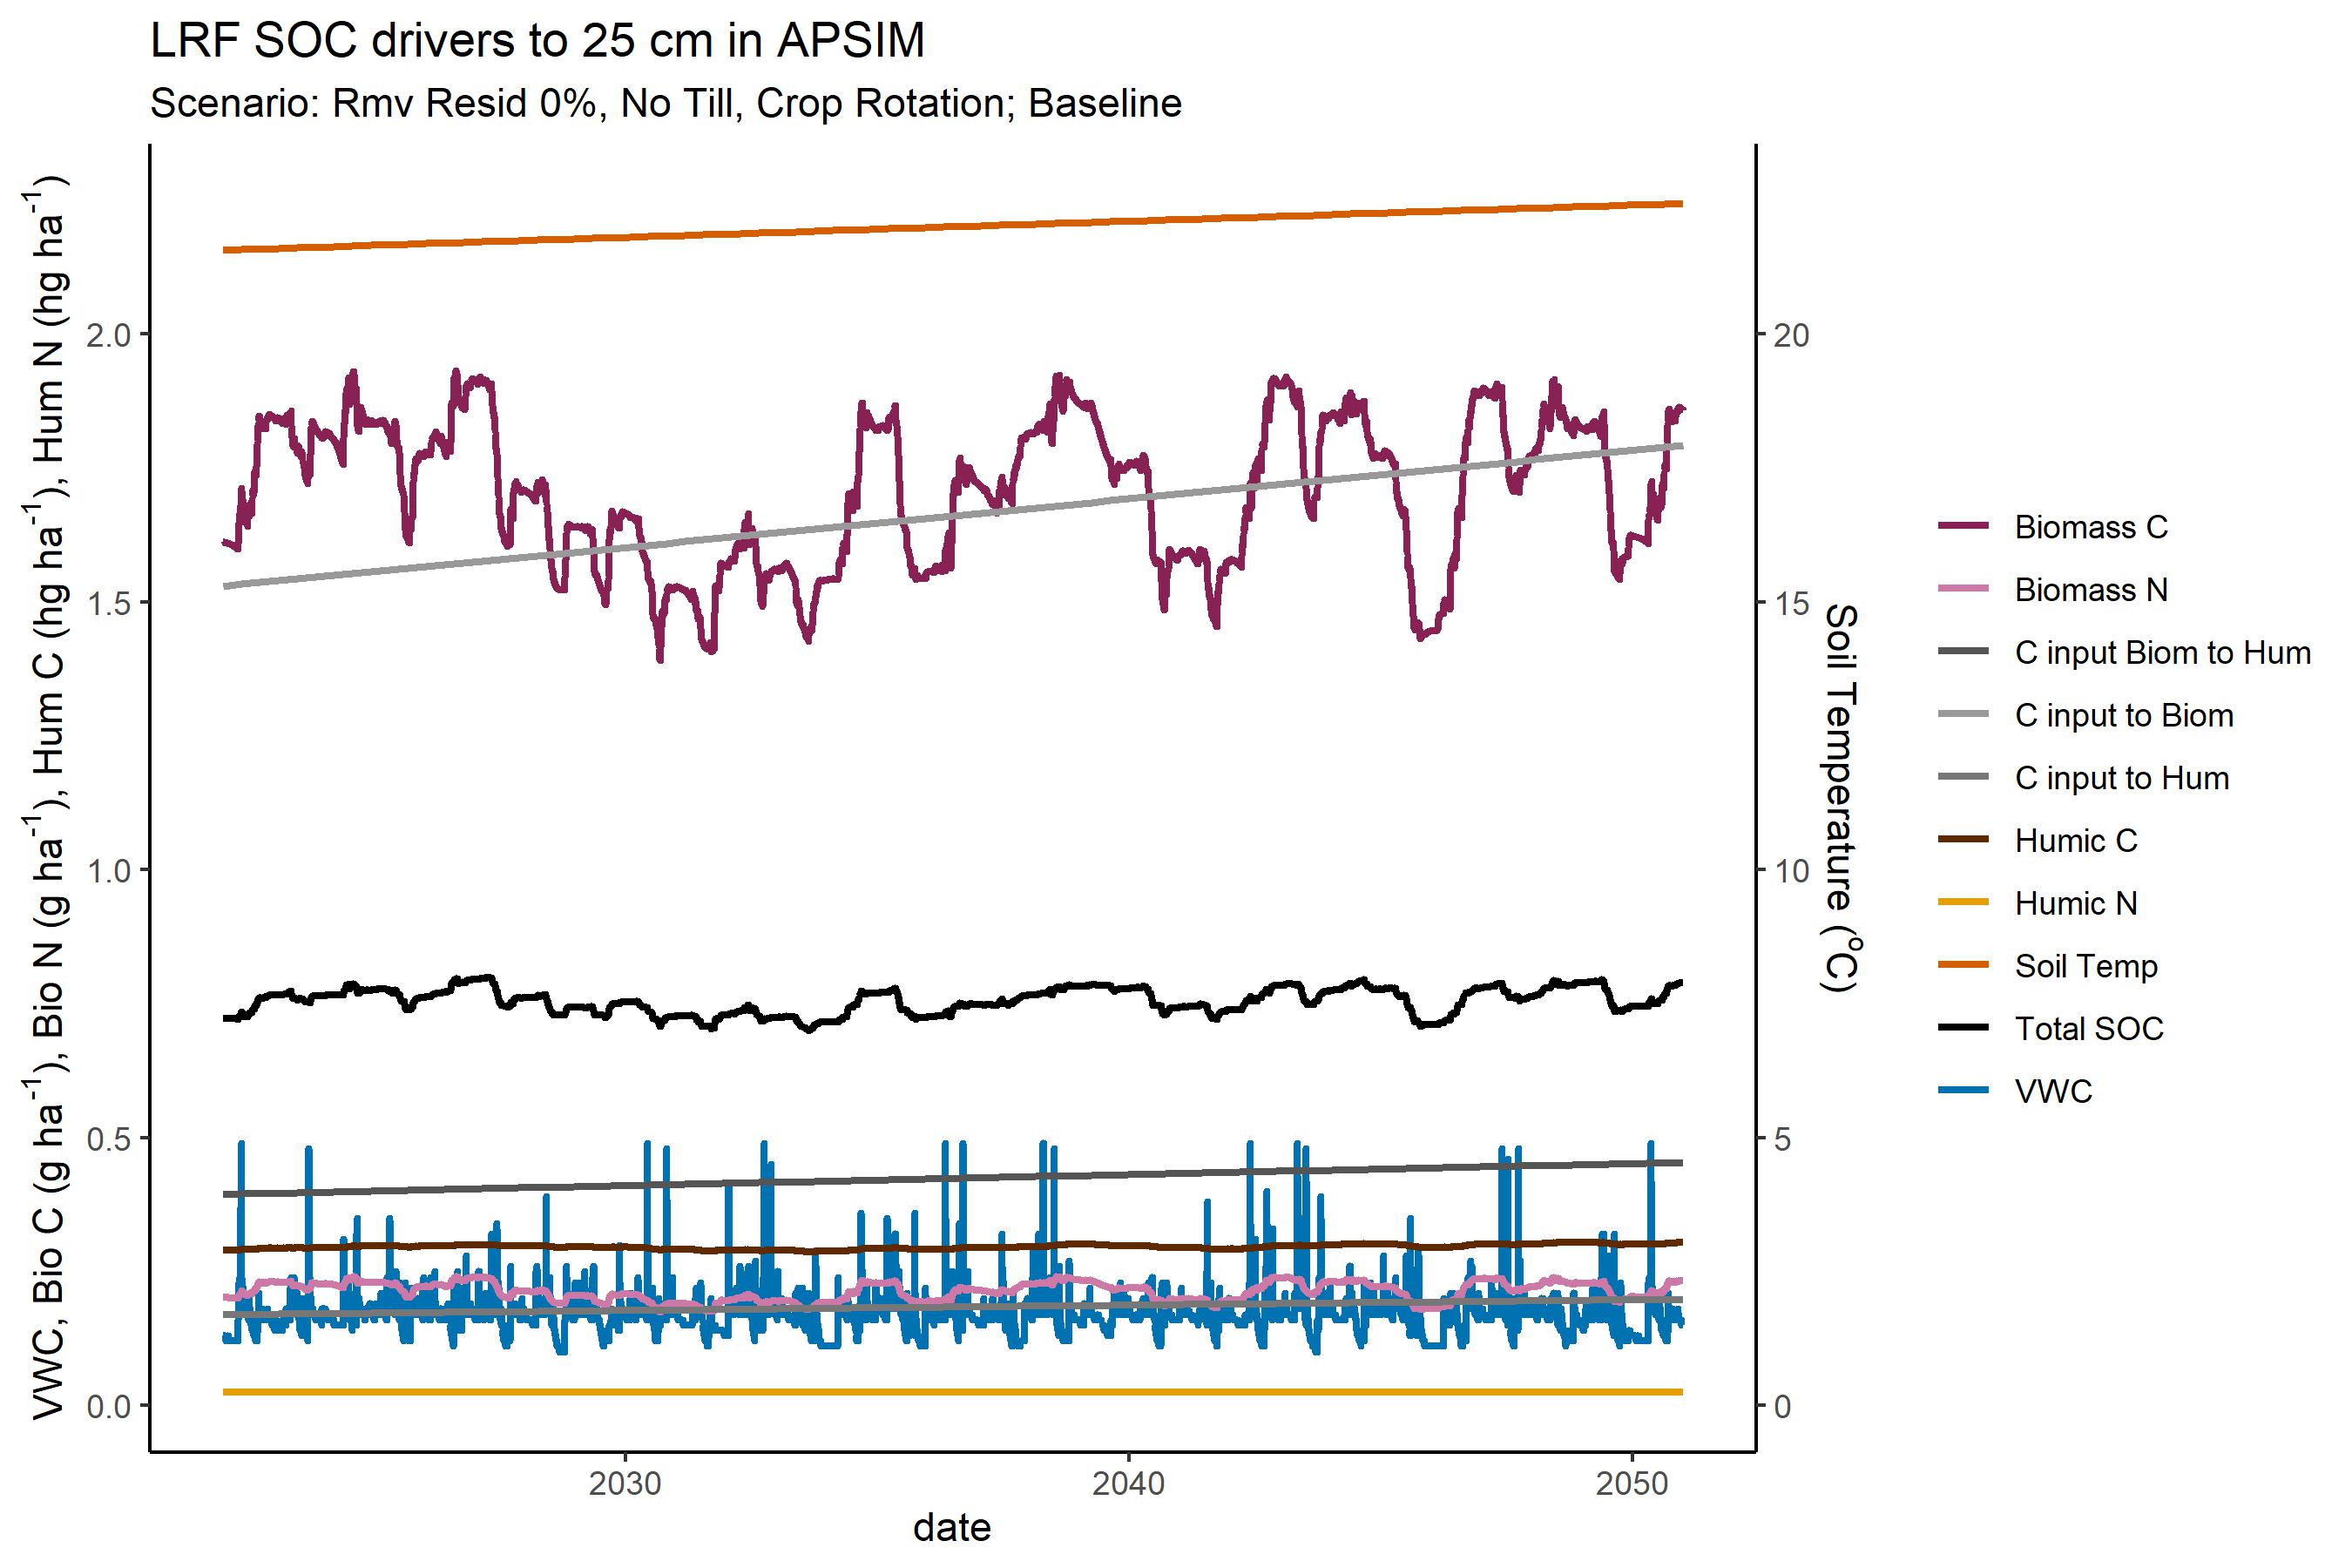 LRF SOC drivers to 25 cm in APSIM
Scenario: Rmv Resid 0%, No Till, Crop Rotation; Baseline
VWC, Bio C (g ha⁻¹), Bio N (g ha⁻¹), Hum C (hg ha⁻¹), Hum N (hg ha⁻¹)
2.0
1.5
1.0
0.5
0.0
20
15
10
5
0
Soil Temperature (⁰C)
2030
2040
2050
date
Biomass C
Biomass N
C input Biom to Hum
C input to Biom
C input to Hum
Humic C
Humic N
Soil Temp
Total SOC
VWC